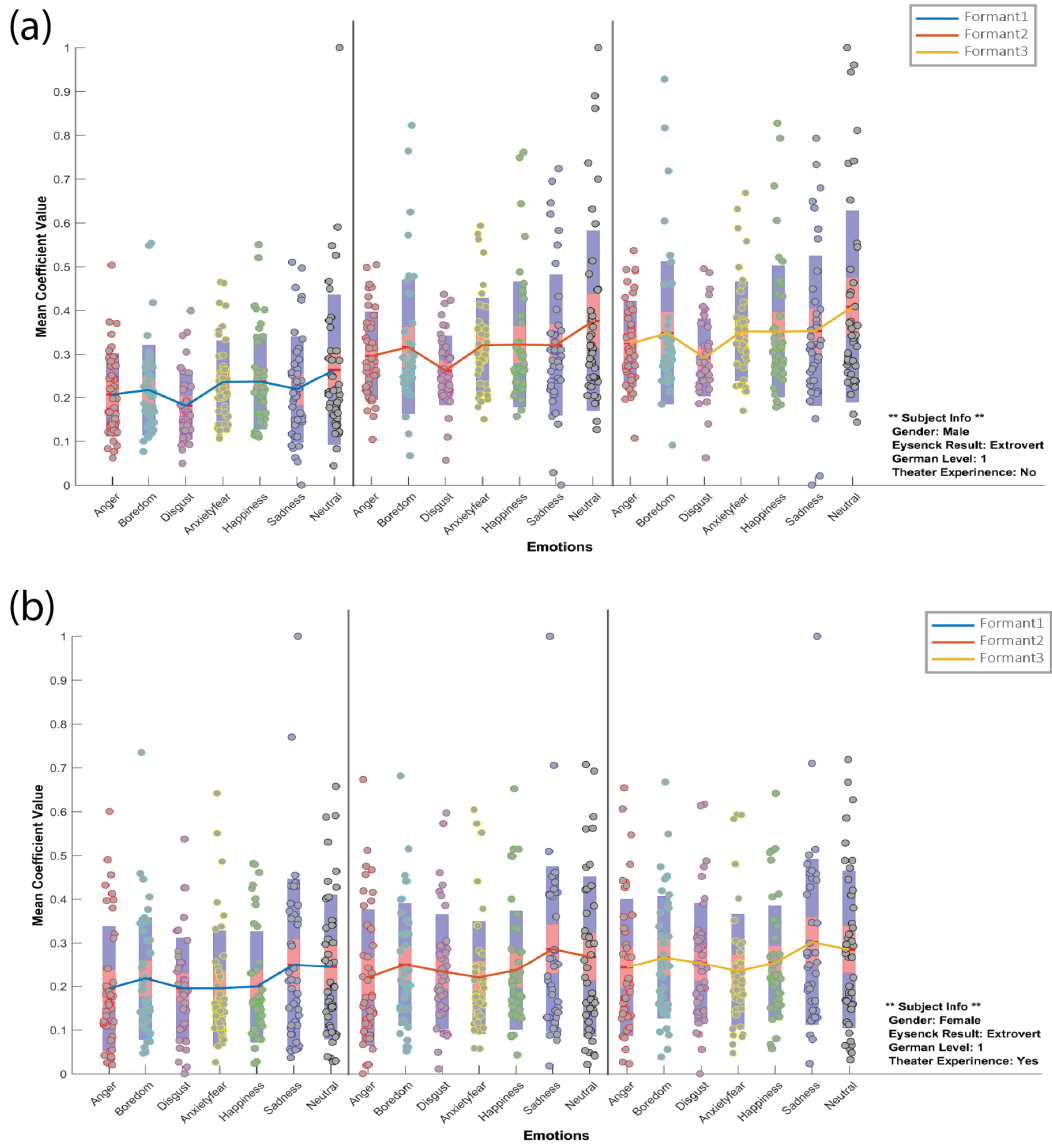 (a)
Formant1
Formant2
Formant3
1
0.9
0.8
0.7
0.6
0.5
0.4
0.3
0.2
0.1
0
Mean Coefficient Value
** Subject Info **
Gender: Male
Eysenck Result: Extrovert
German Level: 1
Theater Experinence: No
Anger Boredom Disgust Anxietyfear Happiness Sadness Neutral Anger Boredom Disgust Anxietyfear Happiness Sadness Neutral Anger Boredom Disgust Anxietyfear Happiness Sadness Neutral
Emotions
(b)
Formant1
Formant2
Formant3
1
0.9
0.8
0.7
0.6
0.5
0.4
0.3
0.2
0.1
0
Mean Coefficient Value
** Subject Info **
Gender: Female
Eysenck Result: Extrovert
German Level: 1
Theater Experinence: Yes
Anger Boredom Disgust Anxietyfear Happiness Sadness Neutral Anger Boredom Disgust Anxietyfear Happiness Sadness Neutral Anger Boredom Disgust Anxietyfear Happiness Sadness Neutral
Emotions